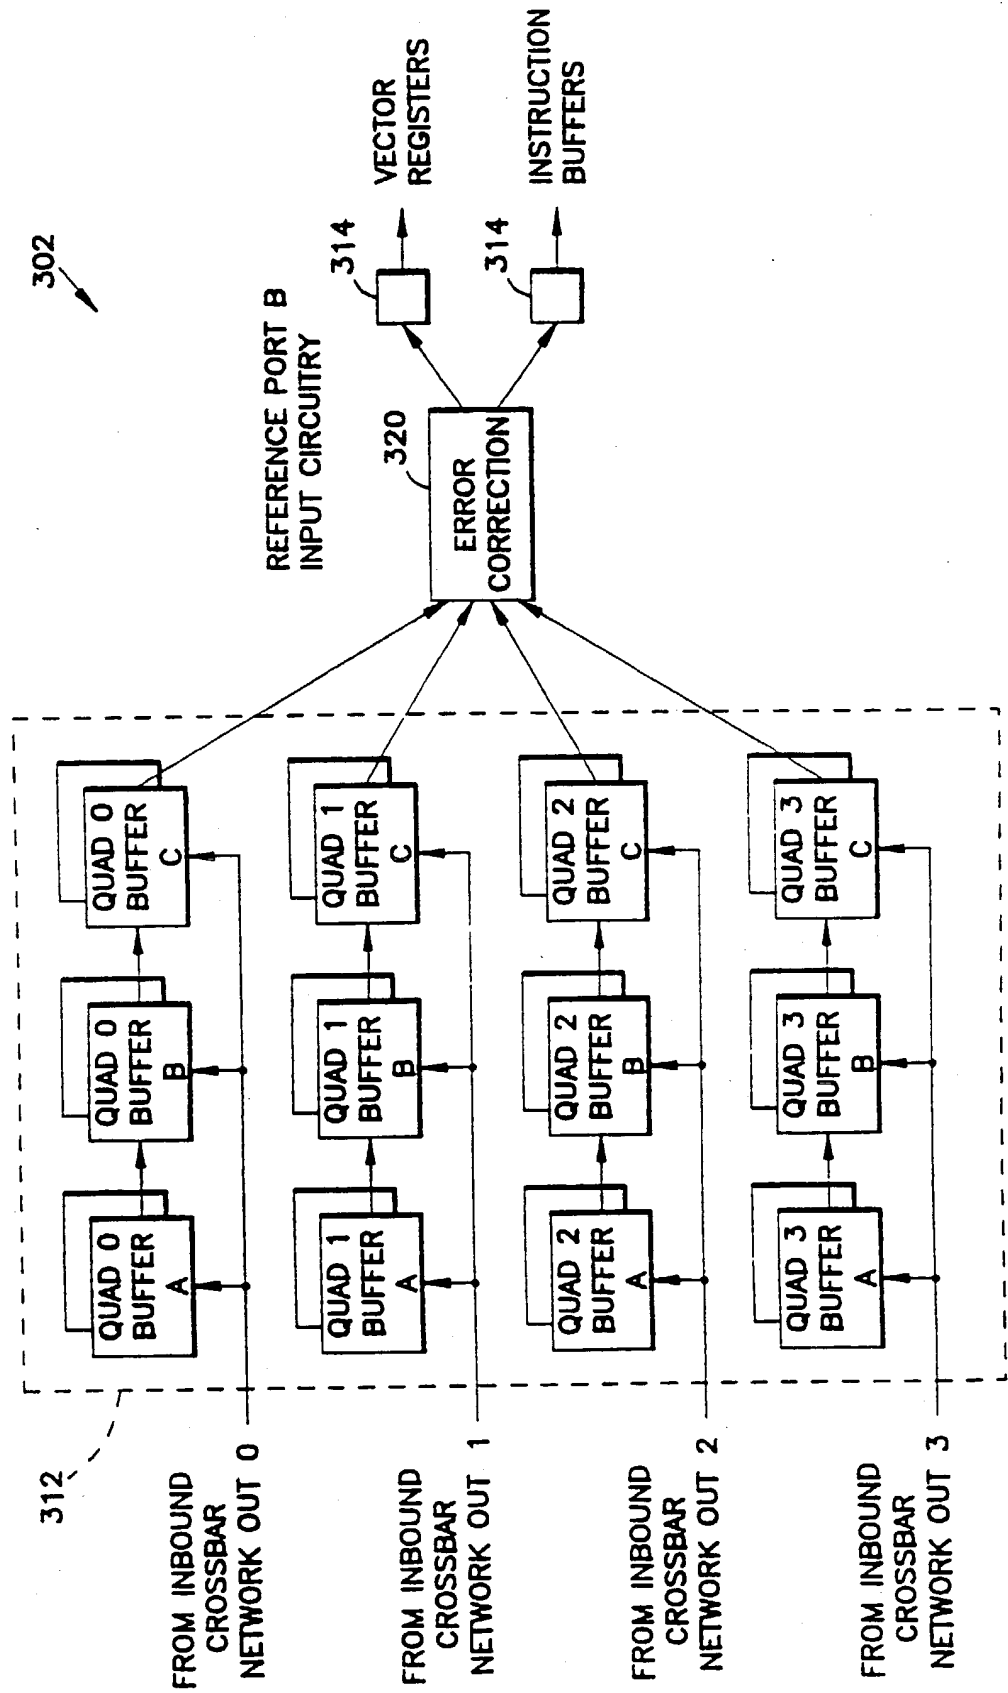 302
REFERENCE PORT B
INPUT CIRCUITRY
312
FROM INBOUND
CROSSBAR
NETWORK OUT 0
QUAD 0
BUFFER
A
QUAD 0
BUFFER
B
QUAD 0
BUFFER
C
FROM INBOUND
CROSSBAR
NETWORK OUT 1
QUAD 1
BUFFER
A
QUAD 1
BUFFER
B
QUAD 1
BUFFER
C
FROM INBOUND
CROSSBAR
NETWORK OUT 2
QUAD 2
BUFFER
A
QUAD 2
BUFFER
B
QUAD 2
BUFFER
C
FROM INBOUND
CROSSBAR
NETWORK OUT 3
QUAD 3
BUFFER
A
QUAD 3
BUFFER
B
QUAD 3
BUFFER
C
320
ERROR
CORRECTION
314
VECTOR
REGISTERS
314
INSTRUCTION
BUFFERS